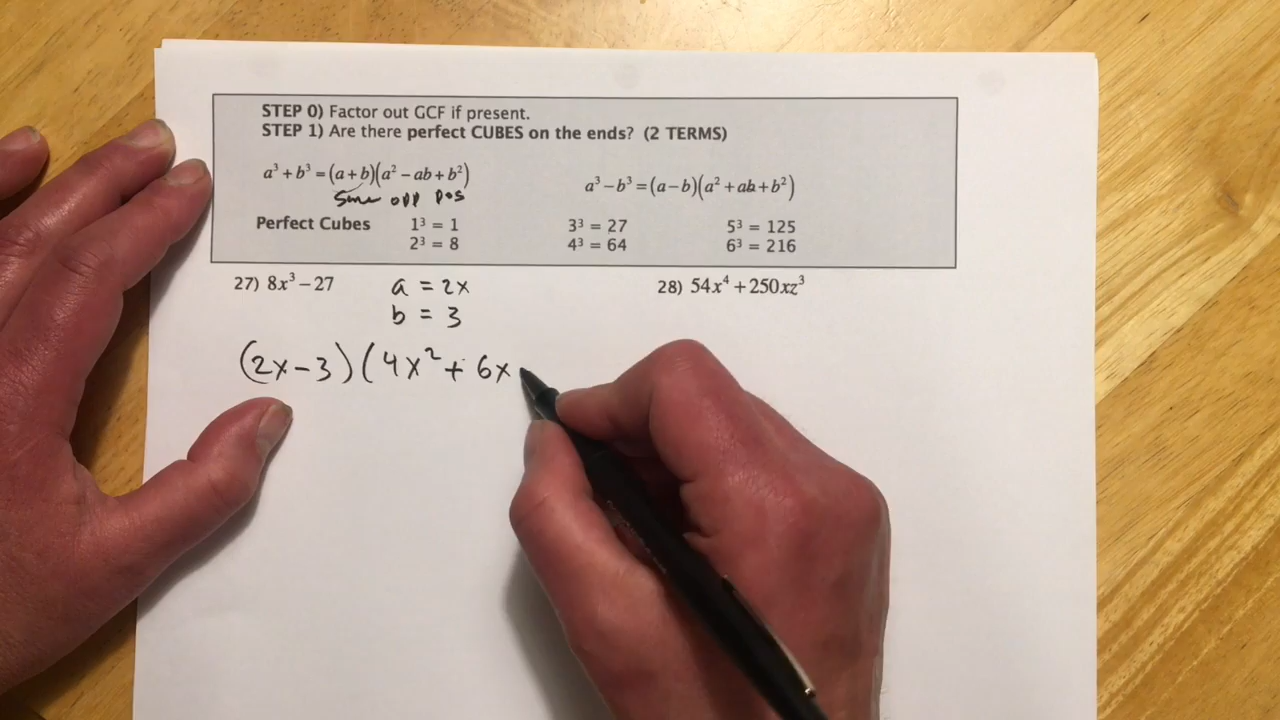 STEP 0) Factor out GCF if present.
STEP 1) Are there perfect CUBES on the ends? (2 TERMS)
a³ + b³ = (a + b)(a² − ab + b²)
a³ − b³ = (a − b)(a² + ab + b²)
Same opp pos
Perfect Cubes 1³ = 1 3³ = 27 5³ = 125
2³ = 8 4³ = 64 6³ = 216
27) 8x³ − 27 a = 2x 28) 54x⁴ + 250xz³
b = 3
(2x − 3)(4x² + 6x